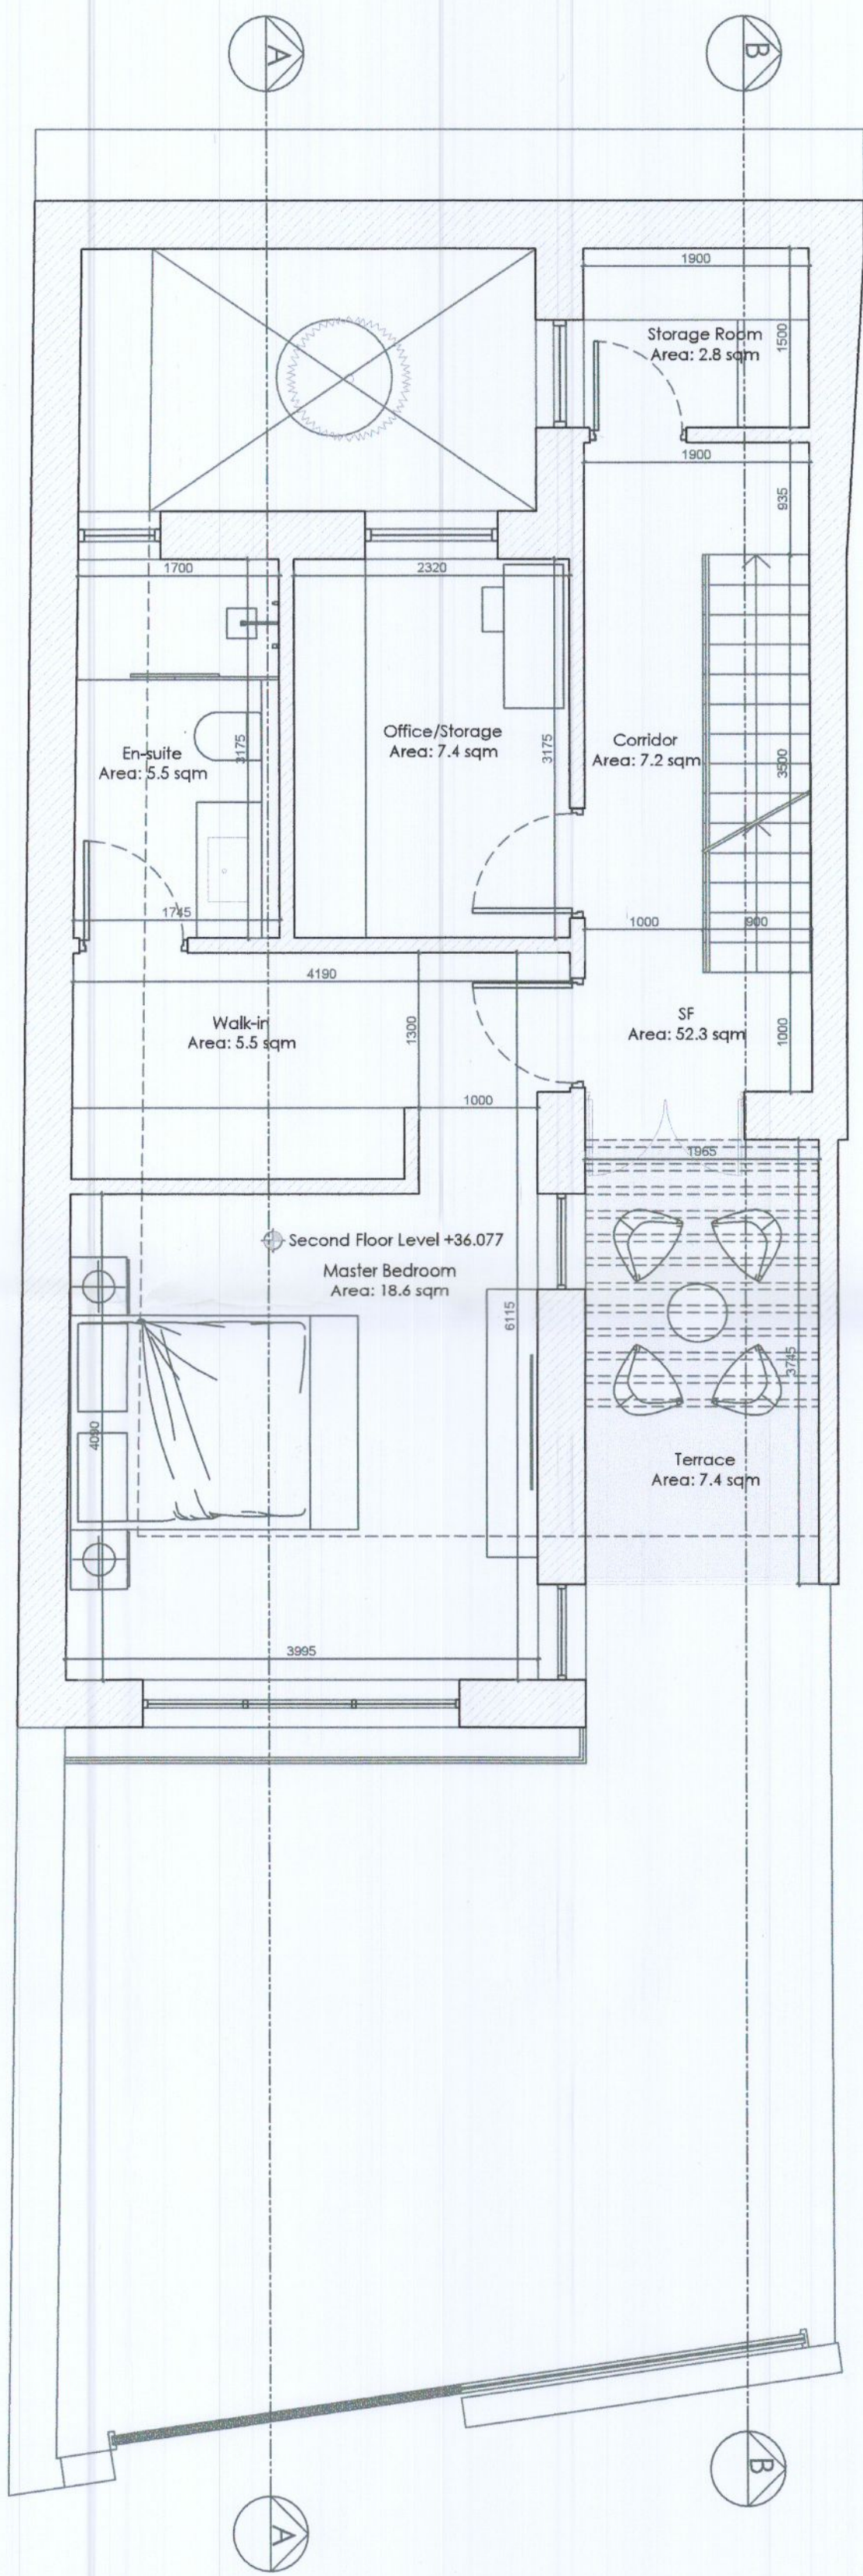 A
B
1900
Storage Room
Area: 2.8 sqm
1500
1900
935
1700
2320
En-suite
Area: 5.5 sqm
3175
Office/Storage
Area: 7.4 sqm
3175
Corridor
Area: 7.2 sqm
3500
1745
1000
900
4190
Walk-in
Area: 5.5 sqm
1300
SF
Area: 52.3 sqm
1000
1000
1965
Second Floor Level +36.077
Master Bedroom
Area: 18.6 sqm
6115
3745
4090
Terrace
Area: 7.4 sqm
3995
B
A